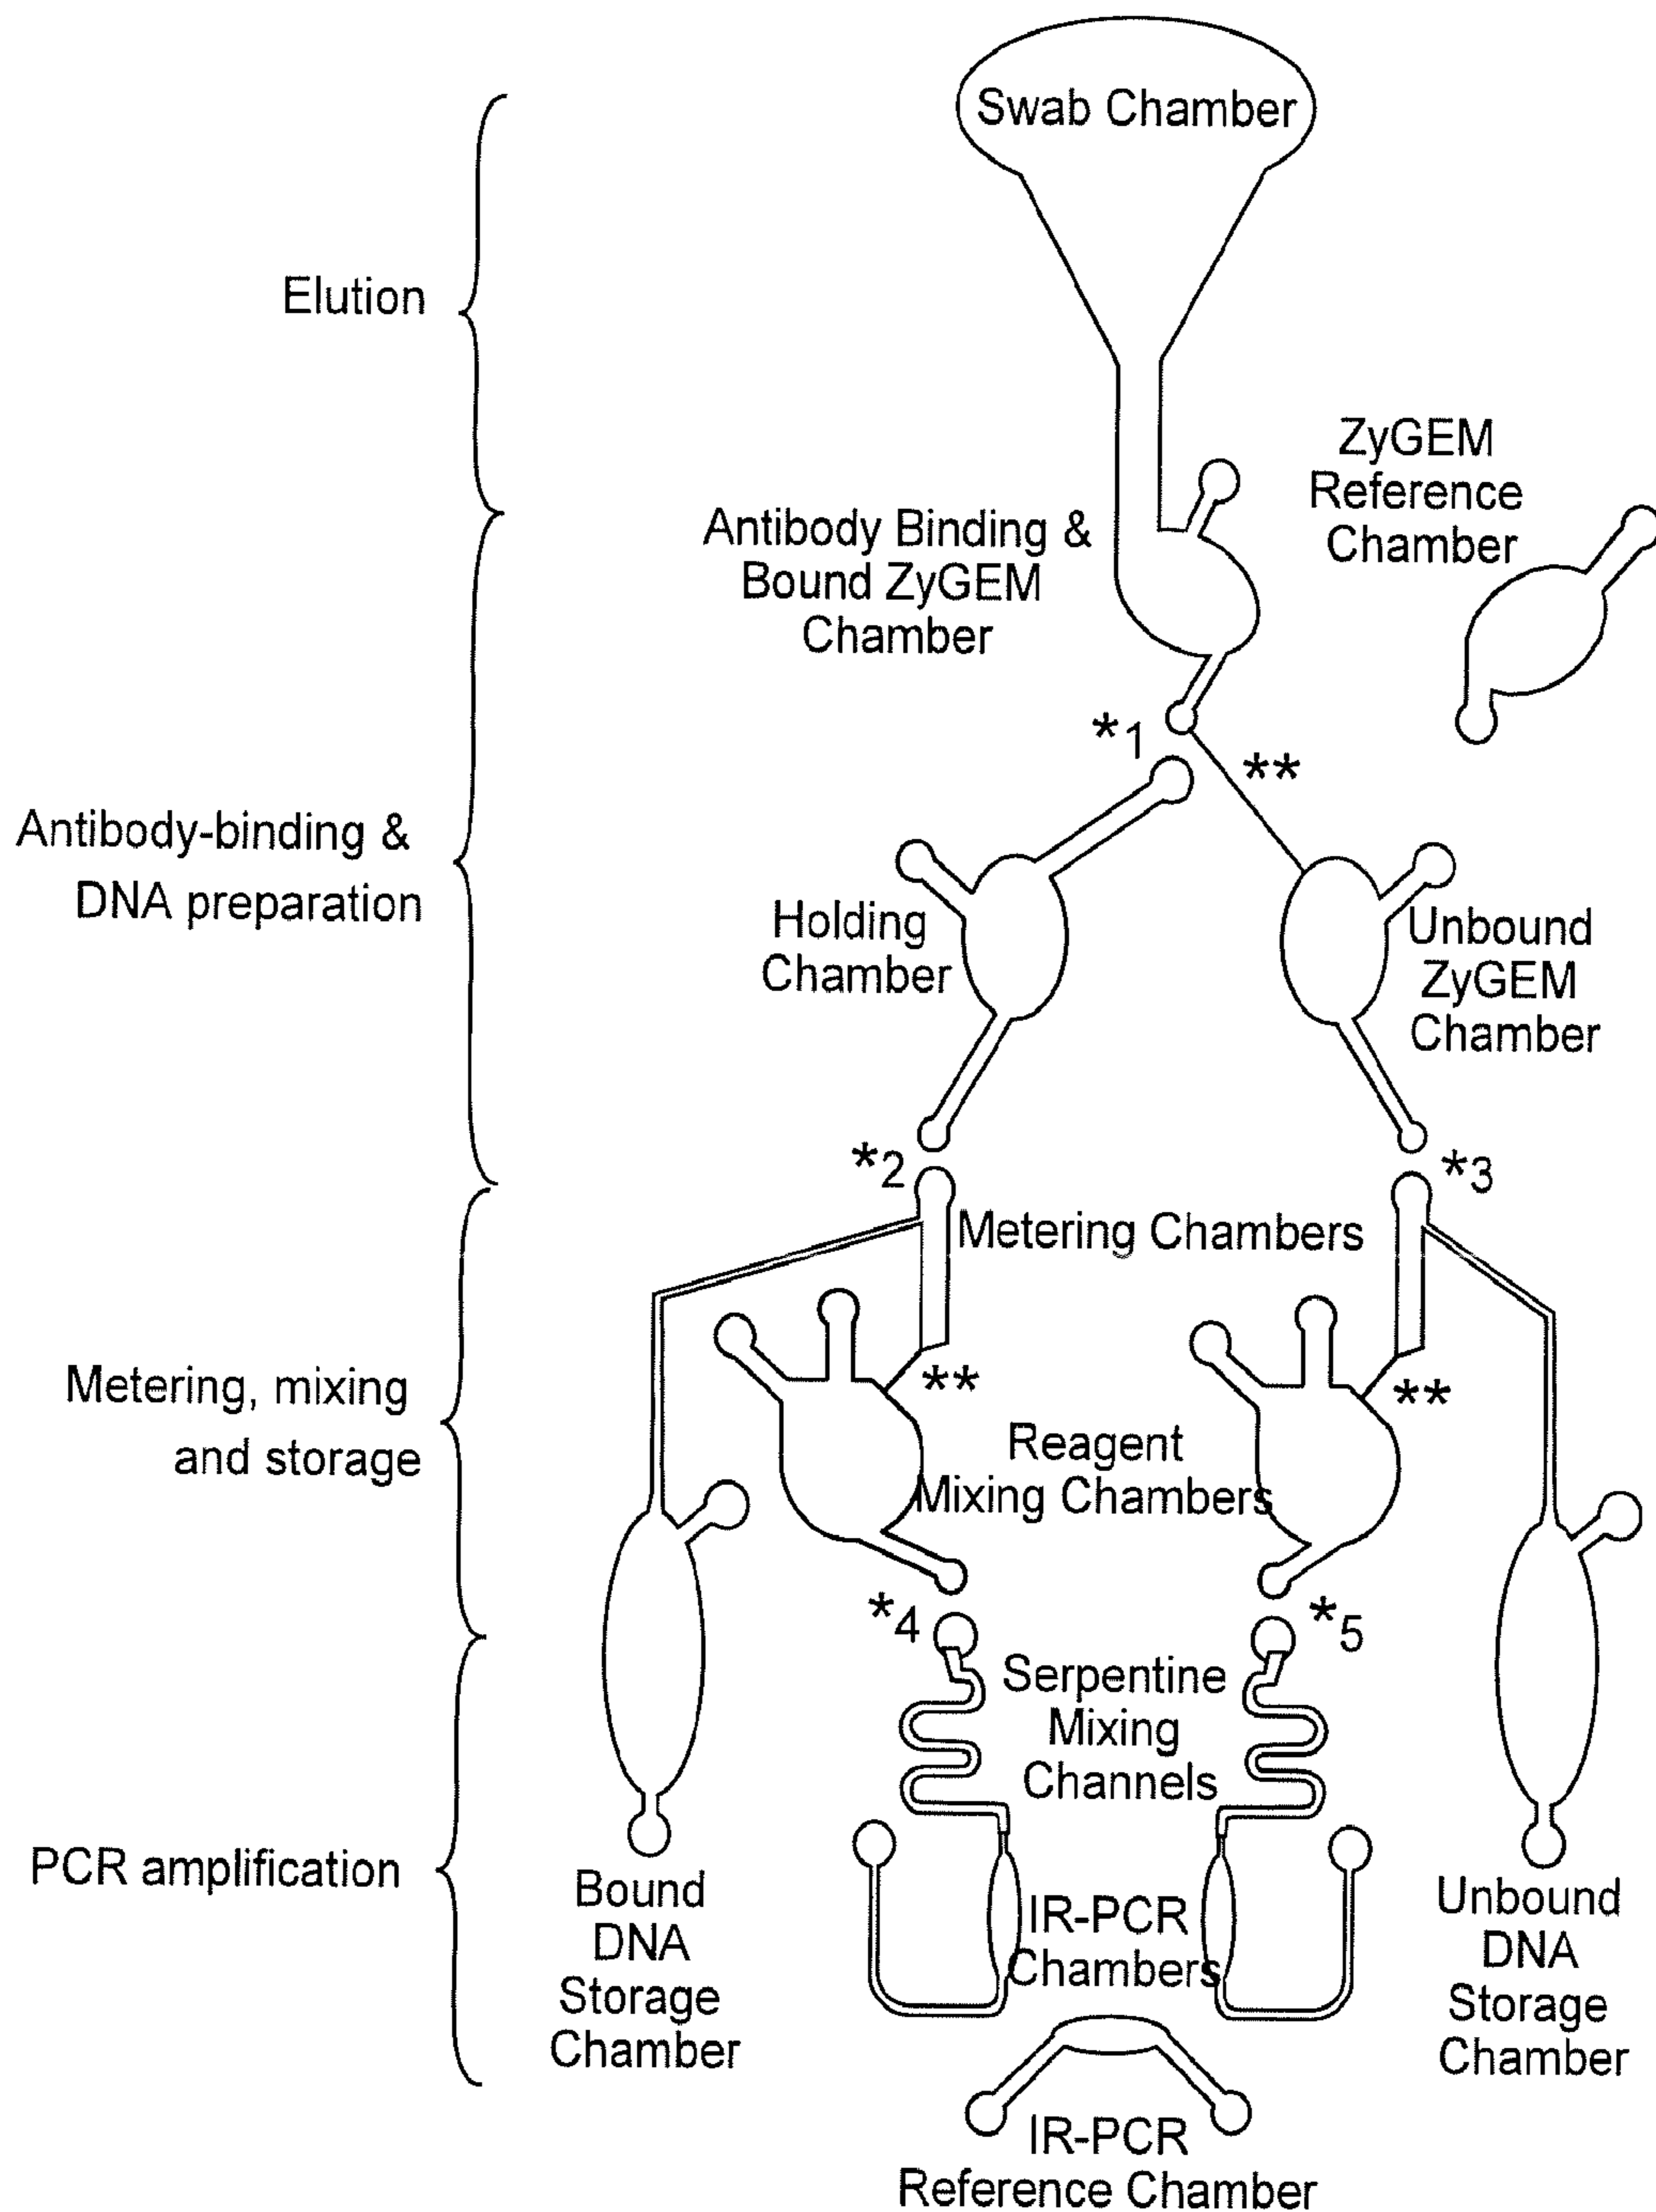 Swab Chamber
Elution
ZyGEM
Reference
Chamber
Antibody Binding &
Bound ZyGEM
Chamber
*1
**
Antibody-binding &
DNA preparation
Holding
Chamber
Unbound
ZyGEM
Chamber
*2
*3
Metering Chambers
Metering, mixing
and storage
**
**
Reagent
Mixing Chambers
*4
*5
Serpentine
Mixing
Channels
PCR amplification
Bound
DNA
Storage
Chamber
IR-PCR
Chambers
Unbound
DNA
Storage
Chamber
IR-PCR
Reference Chamber